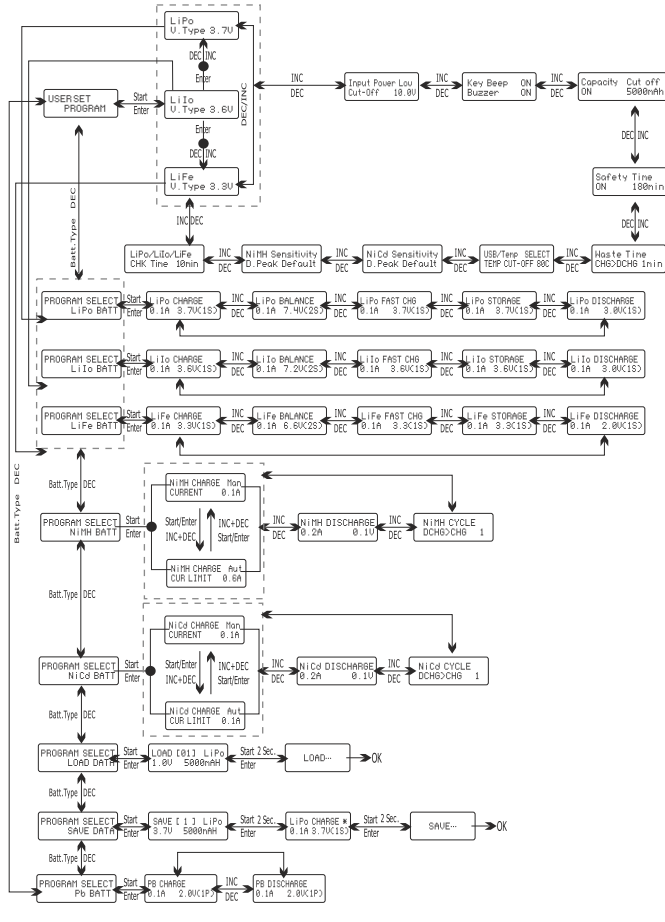 LiPo
V.Type 3.7V
DEC INC
Enter
LiIo
V.Type 3.6V
Enter
DEC INC
LiFe
V.Type 3.3V
DEC/INC
USER SET
PROGRAM
Start
Enter
INC
DEC
Input Power Low
Cut-Off 10.0V
INC
DEC
Key Beep ON
Buzzer ON
INC
DEC
Capacity Cut off
ON 5000mAh
DEC INC
Safety Time
ON 180min
DEC INC
Batt.Type DEC
INC DEC
LiPo/LiIo/LiFe
CHK Time 10min
INC
DEC
NiMH Sensitivity
D.Peak Default
INC
DEC
NiCd Sensitivity
D.Peak Default
INC
DEC
USB/Temp SELECT
TEMP CUT-OFF 80C
INC
DEC
Waste Time
CHG>DCHG 1min
PROGRAM SELECT
LiPo BATT
Start
Enter
LiPo CHARGE
0.1A 3.7V(1S)
INC
DEC
LiPo BALANCE
0.1A 7.4V(2S)
INC
DEC
LiPo FAST CHG
0.1A 3.7V(1S)
INC
DEC
LiPo STORAGE
0.1A 3.7V(1S)
INC
DEC
LiPo DISCHARGE
0.1A 3.0V(1S)
PROGRAM SELECT
LiIo BATT
Start
Enter
LiIo CHARGE
0.1A 3.6V(1S)
INC
DEC
LiIo BALANCE
0.1A 7.2V(2S)
INC
DEC
LiIo FAST CHG
0.1A 3.6V(1S)
INC
DEC
LiIo STORAGE
0.1A 3.6V(1S)
INC
DEC
LiIo DISCHARGE
0.1A 3.0V(1S)
PROGRAM SELECT
LiFe BATT
Start
Enter
LiFe CHARGE
0.1A 3.3V(1S)
INC
DEC
LiFe BALANCE
0.1A 6.6V(2S)
INC
DEC
LiFe FAST CHG
0.1A 3.3(1S)
INC
DEC
LiFe STORAGE
0.1A 3.3(1S)
INC
DEC
LiFe DISCHARGE
0.1A 2.0V(1S)
Batt.Type DEC
Batt.Type DEC
PROGRAM SELECT
NiMH BATT
Start
Enter
NiMH CHARGE Man
CURRENT 0.1A
Start/Enter
INC+DEC
INC+DEC
Start/Enter
NiMH CHARGE Aut
CUR LIMIT 0.6A
INC
DEC
NiMH DISCHARGE
0.2A 0.1V
INC
DEC
NiMH CYCLE
DCHG>CHG 1
Batt.Type DEC
PROGRAM SELECT
NiCd BATT
Start
Enter
NiCd CHARGE Man
CURRENT 0.1A
Start/Enter
INC+DEC
INC+DEC
Start/Enter
NiCd CHARGE Aut
CUR LIMIT 0.1A
INC
DEC
NiCd DISCHARGE
0.2A 0.1V
INC
DEC
NiCd CYCLE
DCHG>CHG 1
Batt.Type DEC
PROGRAM SELECT
LOAD DATA
Start
Enter
LOAD [01] LiPo
1.0V 5000mAH
Start 2 Sec.
Enter
LOAD···
OK
Batt.Type DEC
PROGRAM SELECT
SAVE DATA
Start
Enter
SAVE [ 1 ] LiPo
3.7V 5000mAH
Start 2 Sec.
Enter
LiPo CHARGE *
0.1A 3.7V(1S)
Start 2 Sec.
Enter
SAVE···
OK
Batt.Type DEC
PROGRAM SELECT
Pb BATT
Start
Enter
PB CHARGE
0.1A 2.0V(1P)
INC
DEC
PB DISCHARGE
0.1A 2.0V(1P)